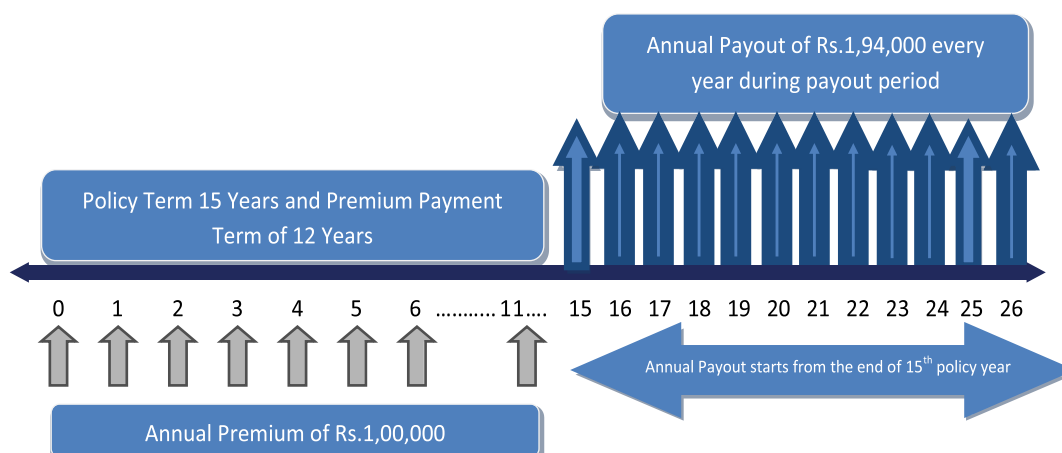 Annual Payout of Rs.1,94,000 every
year during payout period
Policy Term 15 Years and Premium Payment
Term of 12 Years
0 1 2 3 4 5 6 ........... 11.... 15 16 17 18 19 20 21 22 23 24 25 26
Annual Payout starts from the end of 15th policy year
Annual Premium of Rs.1,00,000